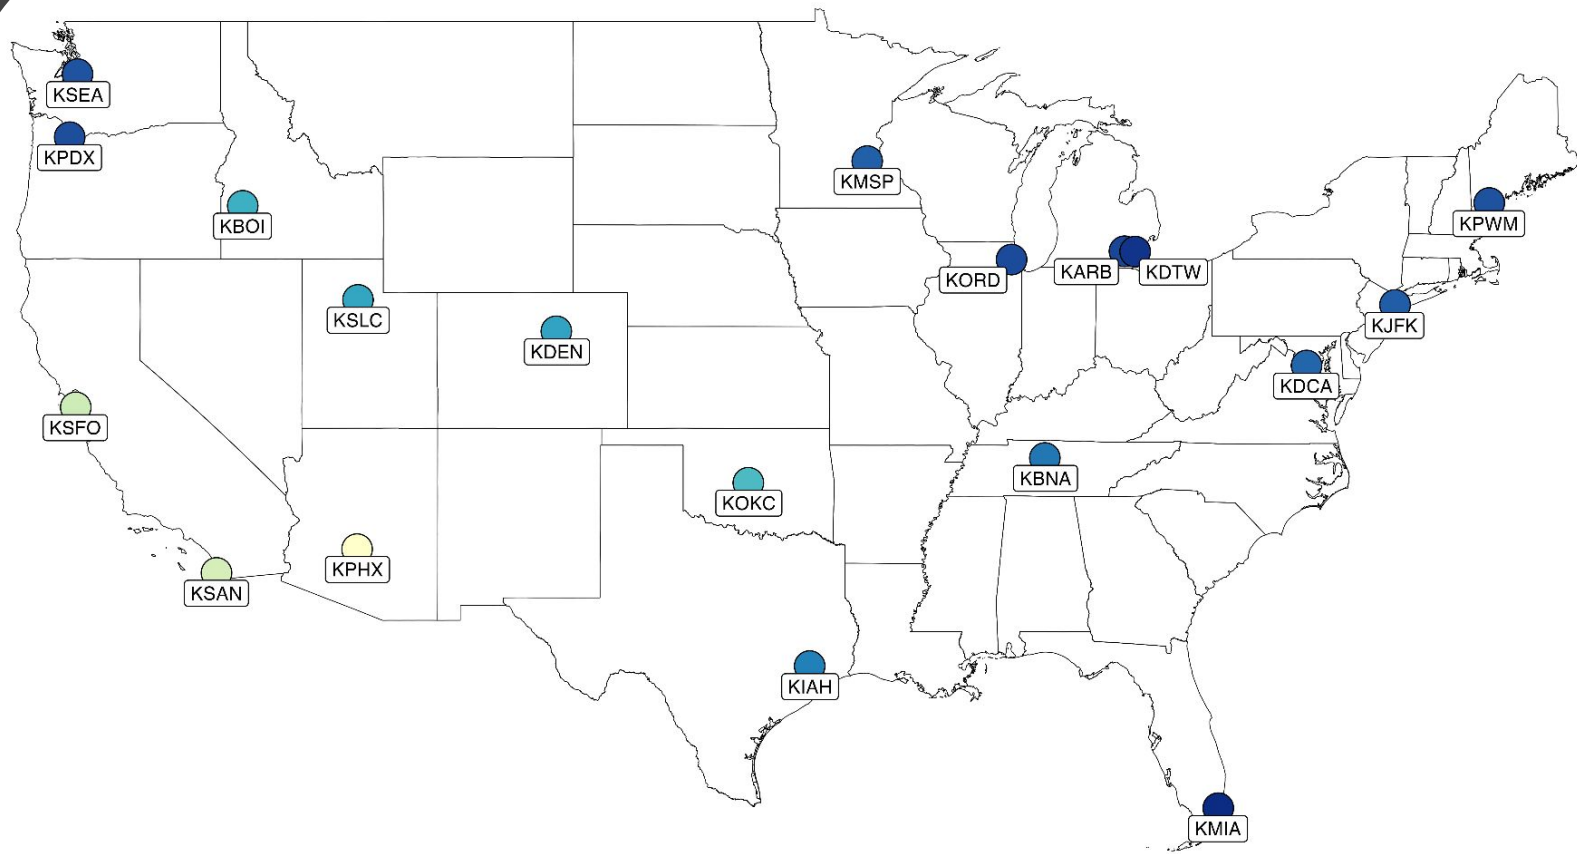 KSEA
KPDX
KMSP
KBOI
KPWM
KORD
KARB
KDTW
KSLC
KJFK
KDEN
KDCA
KSFO
KBNA
KOKC
KPHX
KSAN
KIAH
KMIA